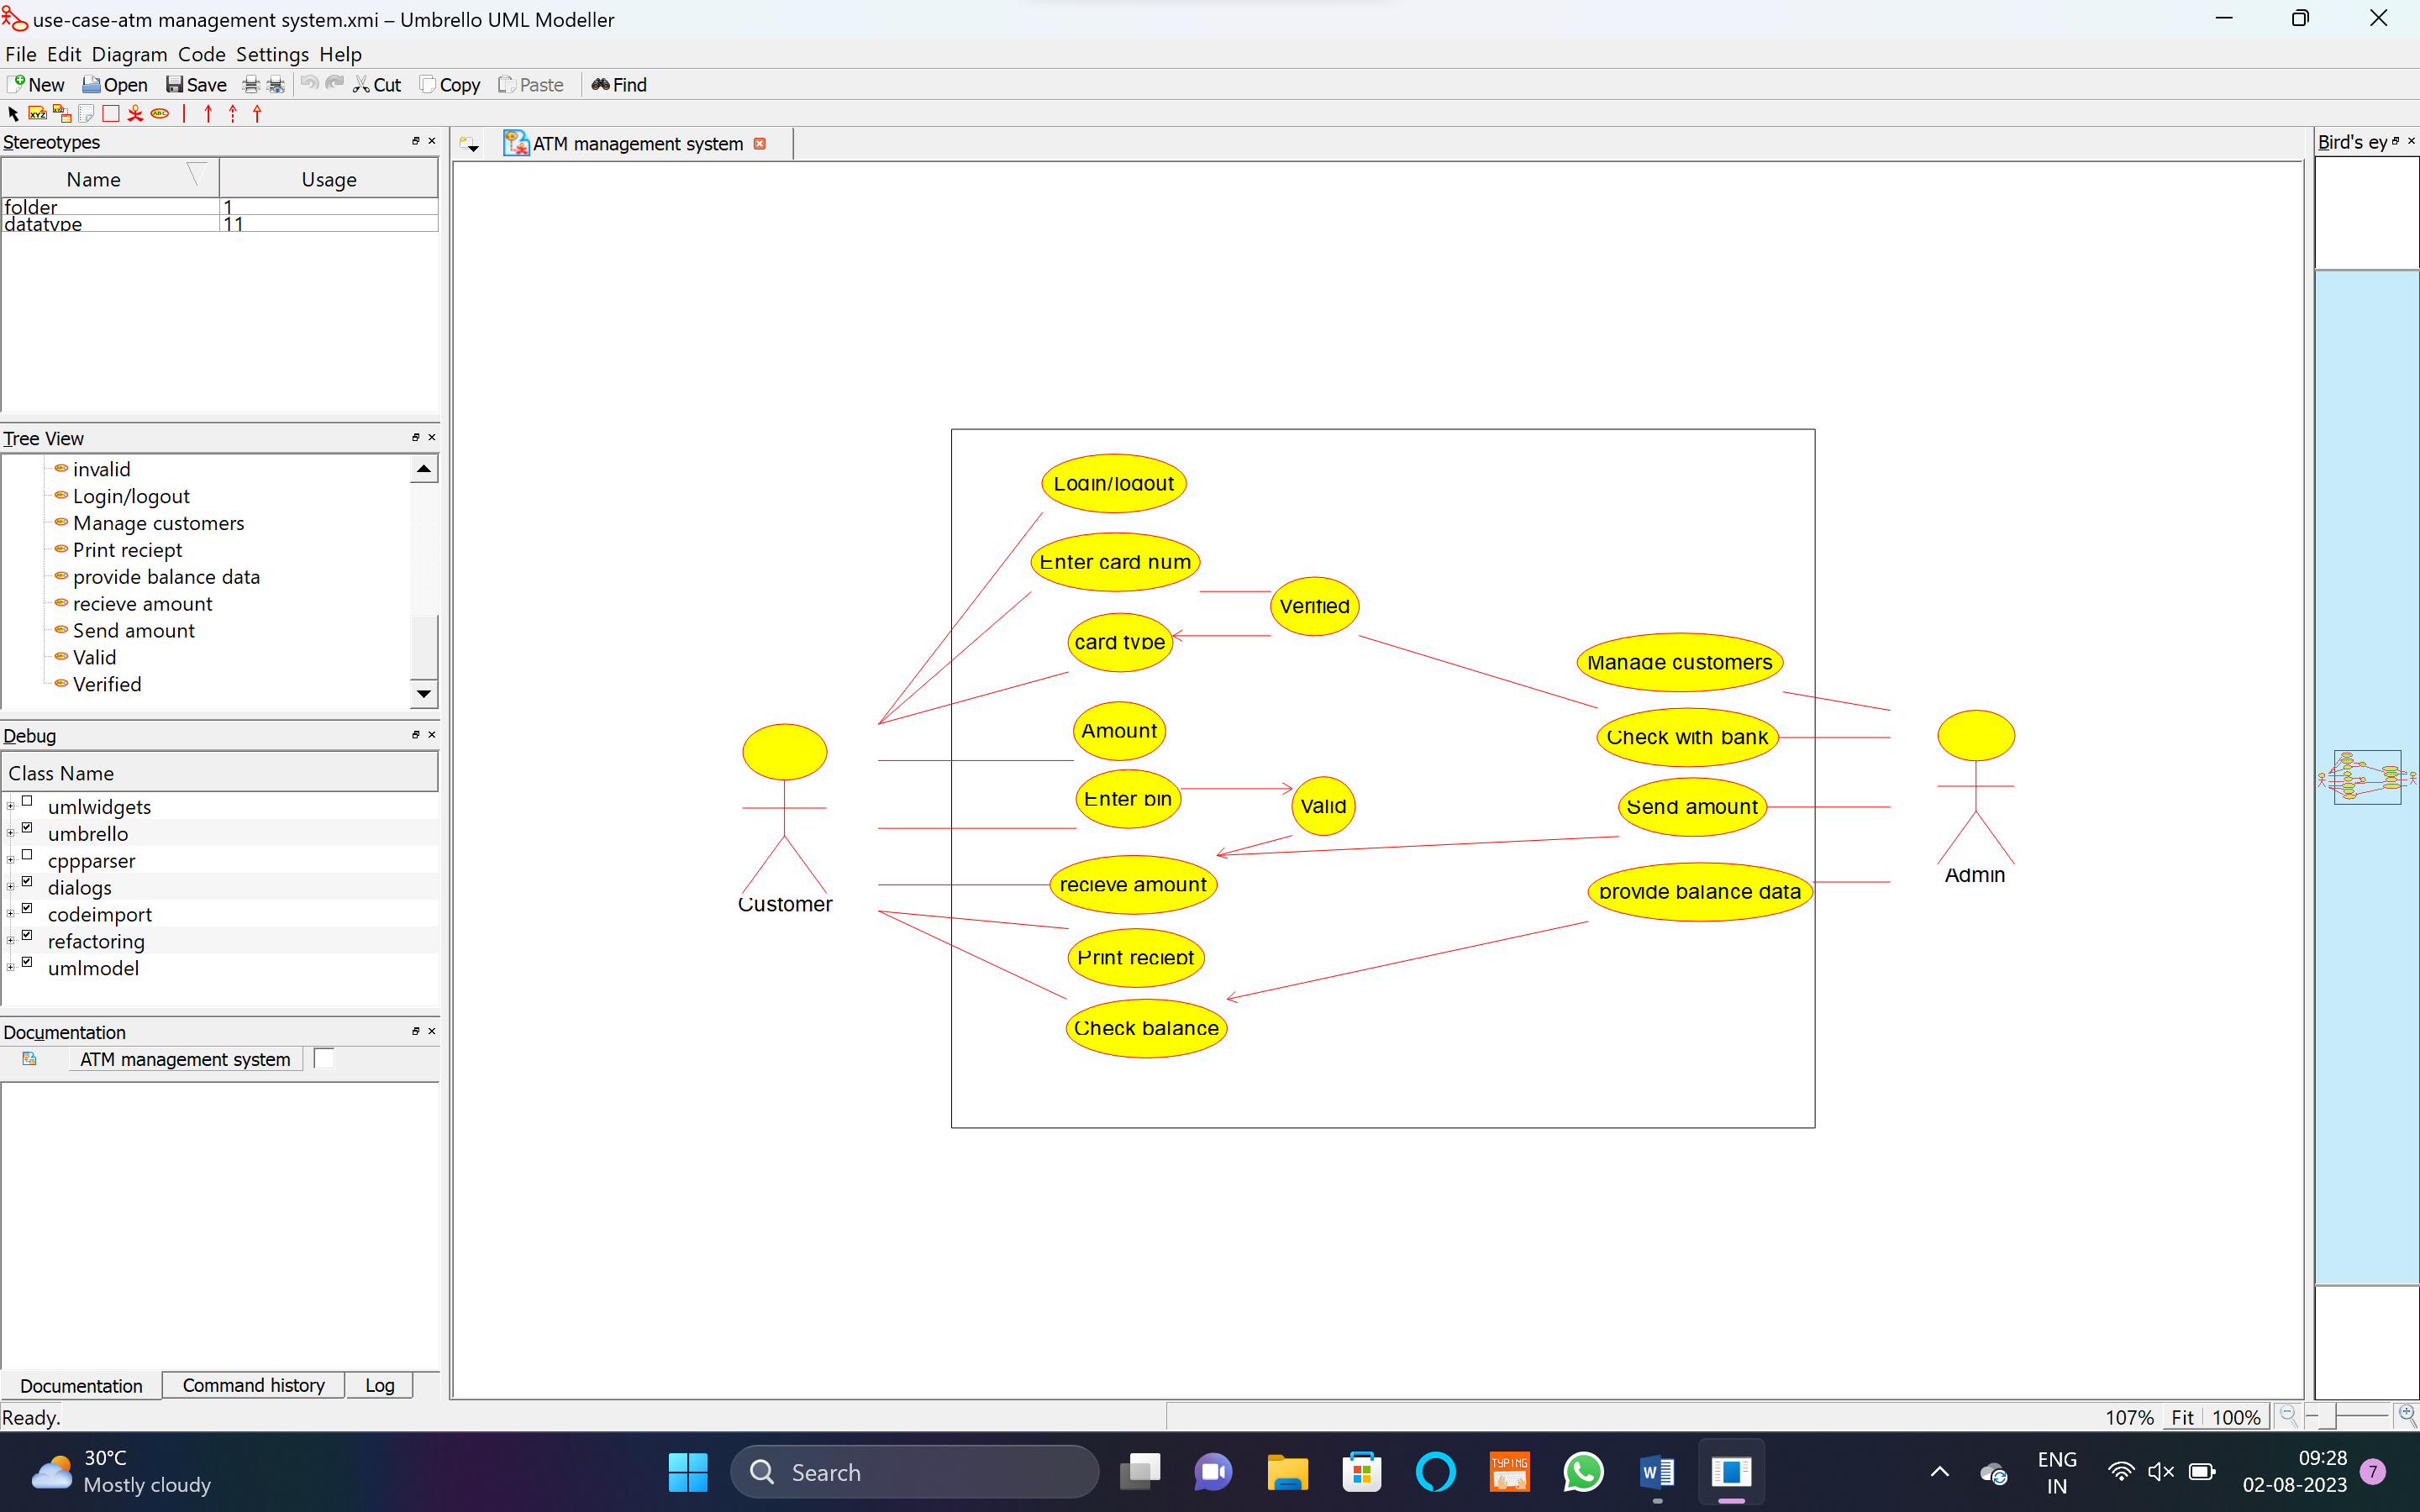 use-case-atm management system.xmi – Umbrello UML Modeller
File Edit Diagram Code Settings Help
New Open Save Cut Copy Paste Find
XYZ ABC
Stereotypes
Name Usage
folder 1
datatype 11
Tree View
invalid
Login/logout
Manage customers
Print reciept
provide balance data
recieve amount
Send amount
Valid
Verified
Debug
Class Name
umlwidgets
umbrello
cppparser
dialogs
codeimport
refactoring
umlmodel
Documentation
ATM management system
Documentation Command history Log
Ready.
ATM management system
Bird's ey
Login/logout
Enter card num
Verified
card type
Manage customers
Amount
Check with bank
Enter pin
Valid
Send amount
recieve amount
provide balance data
Customer
Admin
Print reciept
Check balance
107% Fit 100%
30°C
Mostly cloudy
Search
TYPING
W
ENG
IN
09:28
02-08-2023
7